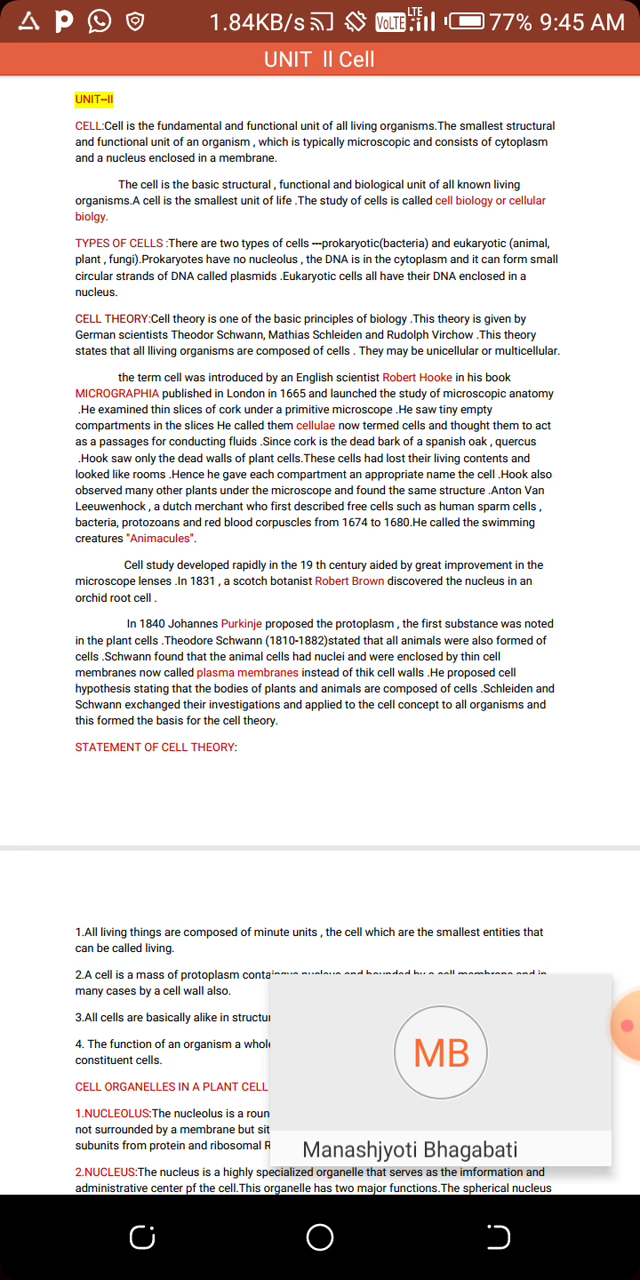 1.84KB/s VoLTE LTE 77% 9:45 AM
UNIT ll Cell
UNIT--II
CELL:Cell is the fundamental and functional unit of all living organisms.The smallest structural
and functional unit of an organism , which is typically microscopic and consists of cytoplasm
and a nucleus enclosed in a membrane.
The cell is the basic structural , functional and biological unit of all known living
organisms.A cell is the smallest unit of life .The study of cells is called cell biology or cellular
biolgy.
TYPES OF CELLS :There are two types of cells ---prokaryotic(bacteria) and eukaryotic (animal,
plant , fungi).Prokaryotes have no nucleolus , the DNA is in the cytoplasm and it can form small
circular strands of DNA called plasmids .Eukaryotic cells all have their DNA enclosed in a
nucleus.
CELL THEORY:Cell theory is one of the basic principles of biology .This theory is given by
German scientists Theodor Schwann, Mathias Schleiden and Rudolph Virchow .This theory
states that all lliving organisms are composed of cells . They may be unicellular or multicellular.
the term cell was introduced by an English scientist Robert Hooke in his book
MICROGRAPHIA published in London in 1665 and launched the study of microscopic anatomy
.He examined thin slices of cork under a primitive microscope .He saw tiny empty
compartments in the slices He called them cellulae now termed cells and thought them to act
as a passages for conducting fluids .Since cork is the dead bark of a spanish oak , quercus
.Hook saw only the dead walls of plant cells.These cells had lost their living contents and
looked like rooms .Hence he gave each compartment an appropriate name the cell .Hook also
observed many other plants under the microscope and found the same structure .Anton Van
Leeuwenhock , a dutch merchant who first described free cells such as human sparm cells ,
bacteria, protozoans and red blood corpuscles from 1674 to 1680.He called the swimming
creatures "Animacules".
Cell study developed rapidly in the 19 th century aided by great improvement in the
microscope lenses .In 1831 , a scotch botanist Robert Brown discovered the nucleus in an
orchid root cell .
In 1840 Johannes Purkinje proposed the protoplasm , the first substance was noted
in the plant cells .Theodore Schwann (1810-1882)stated that all animals were also formed of
cells .Schwann found that the animal cells had nuclei and were enclosed by thin cell
membranes now called plasma membranes instead of thik cell walls .He proposed cell
hypothesis stating that the bodies of plants and animals are composed of cells .Schleiden and
Schwann exchanged their investigations and applied to the cell concept to all organisms and
this formed the basis for the cell theory.
STATEMENT OF CELL THEORY:
1.All living things are composed of minute units , the cell which are the smallest entities that
can be called living.
2.A cell is a mass of protoplasm
many cases by a cell wall also.
3.All cells are basically alike in
4. The function of an organism a
constituent cells.
CELL ORGANELLES IN A PLANT CELL
1.NUCLEOLUS:The nucleolus is a
not surrounded by a membrane but
subunits from protein and ribosomal
MB
Manashjyoti Bhagabati
2.NUCLEUS:The nucleus is a highly specialized organelle that serves as the imformation and
administrative center pf the cell.This organelle has two major functions.The spherical nucleus